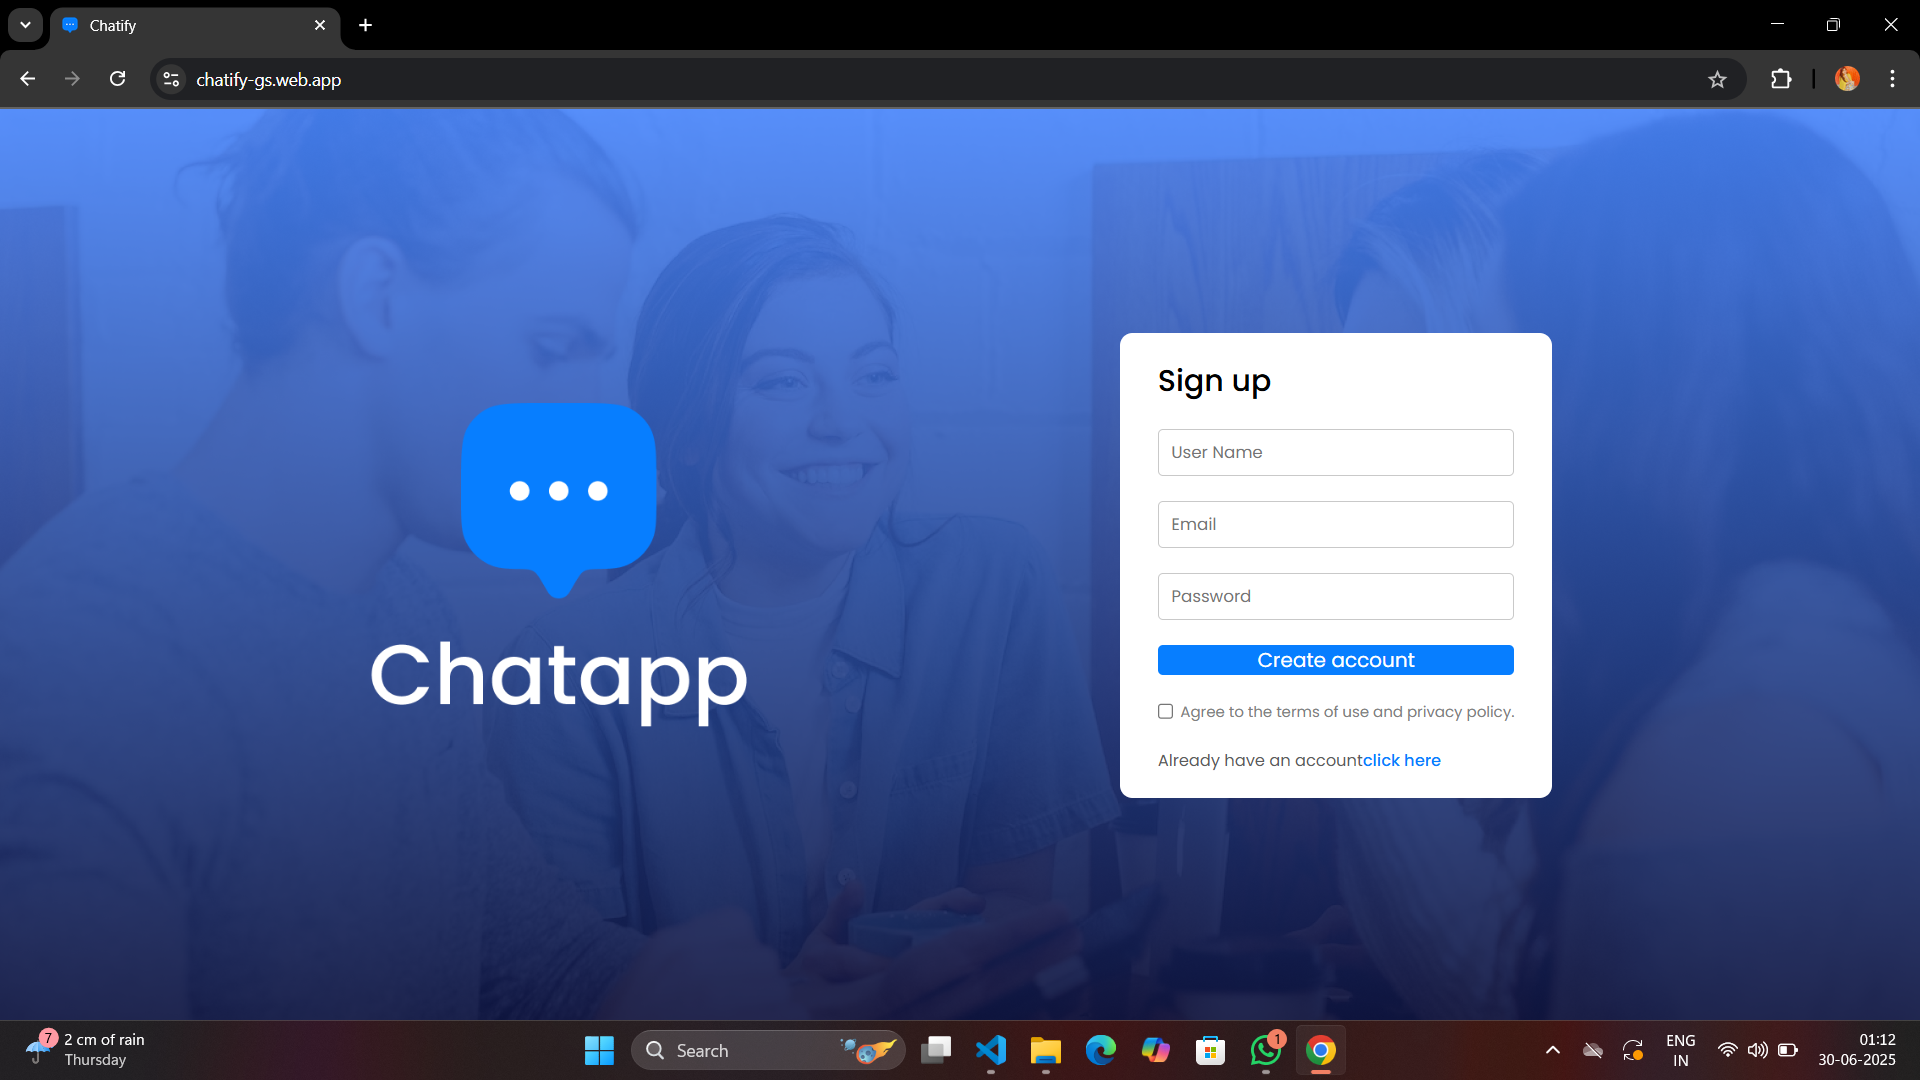 Chatify
chatify-gs.web.app
Chatapp
Sign up
User Name
Email
Password
Create account
Agree to the terms of use and privacy policy.
Already have an accountclick here
7
2 cm of rain
Thursday
Search
1
ENG
IN
01:12
30-06-2025